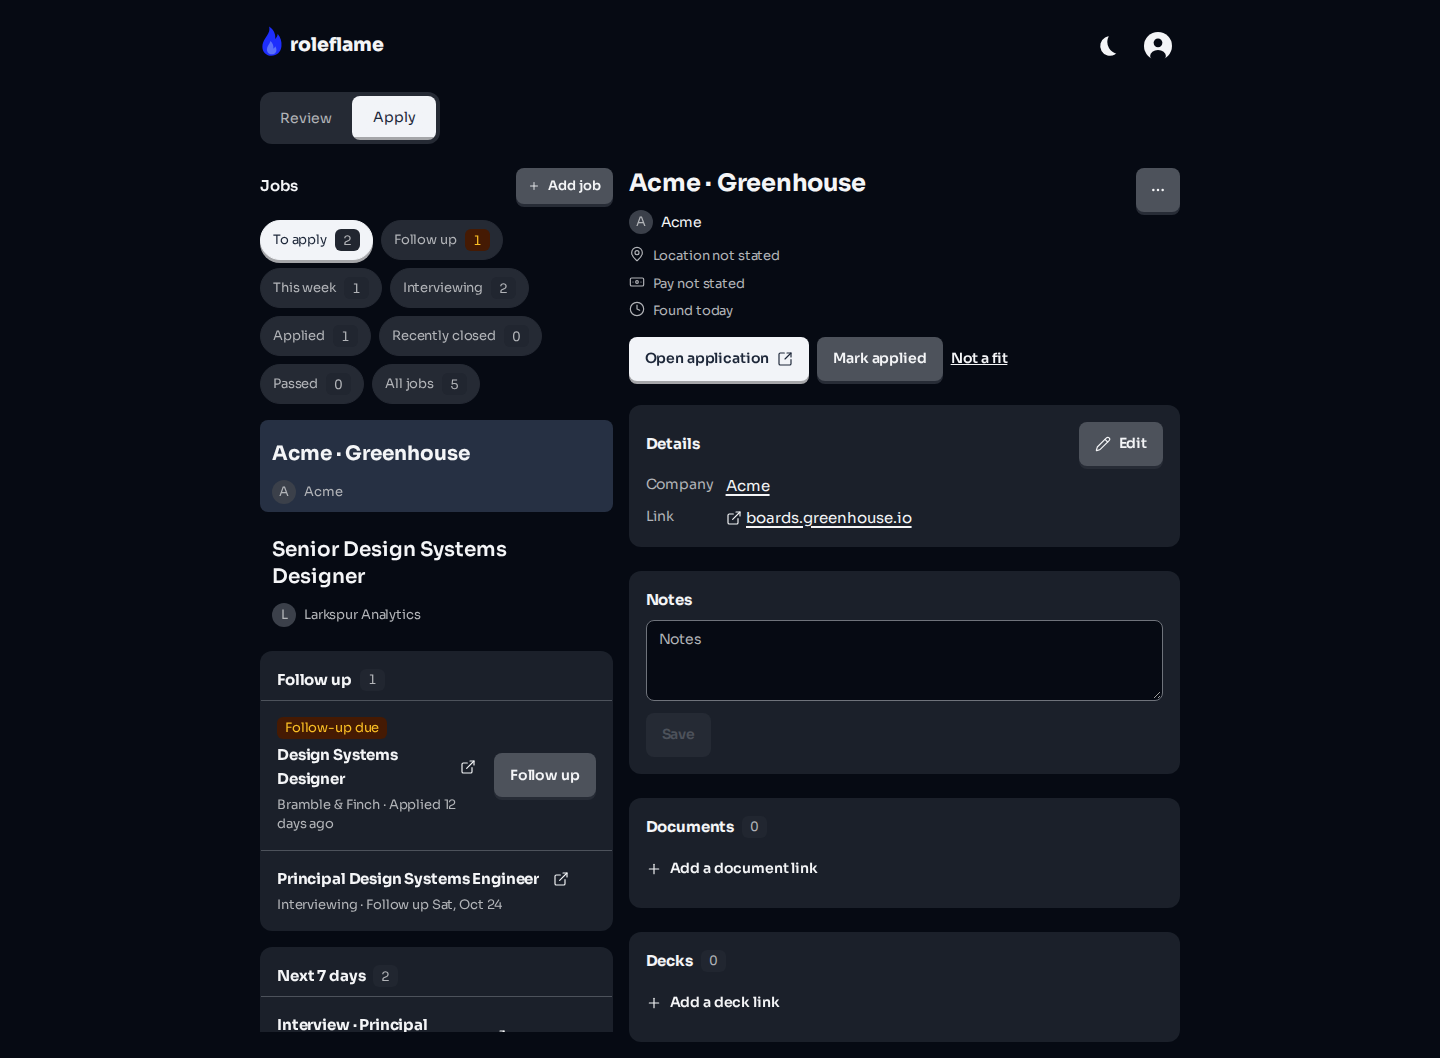 roleflame
Review
Apply
Jobs
+ Add job
To apply 2
Follow up 1
This week 1
Interviewing 2
Applied 1
Recently closed 0
Passed 0
All jobs 5
Acme · Greenhouse
A Acme
Senior Design Systems
Designer
L Larkspur Analytics
Follow up 1
Follow-up due
Design Systems
Designer
Bramble & Finch · Applied 12
days ago
Follow up
Principal Design Systems Engineer
Interviewing · Follow up Sat, Oct 24
Next 7 days 2
Interview · Principal
Acme · Greenhouse
...
A Acme
Location not stated
Pay not stated
Found today
Open application
Mark applied
Not a fit
Details
Edit
Company Acme
Link boards.greenhouse.io
Notes
Notes
Save
Documents 0
+ Add a document link
Decks 0
+ Add a deck link